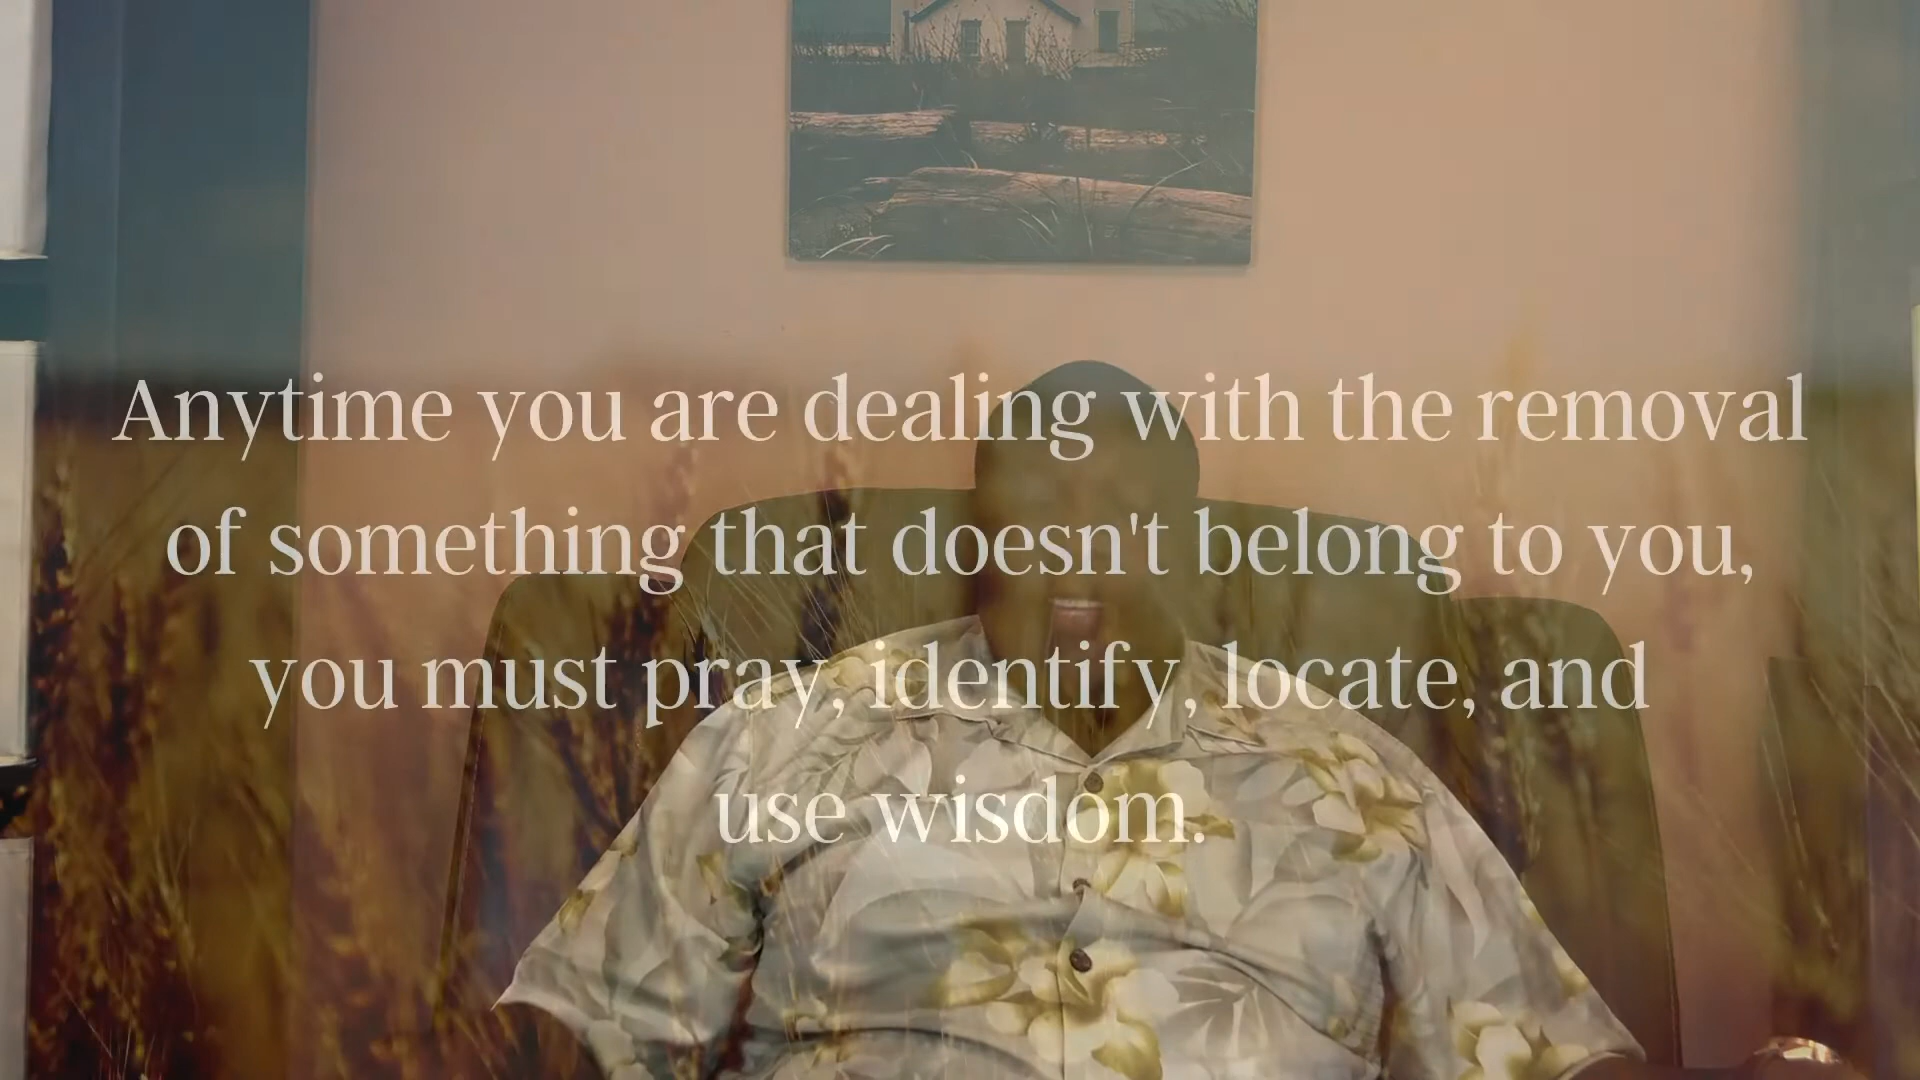 Anytime you are dealing with the removal
of something that doesn't belong to you,
you must pray, identify, locate, and
use wisdom.